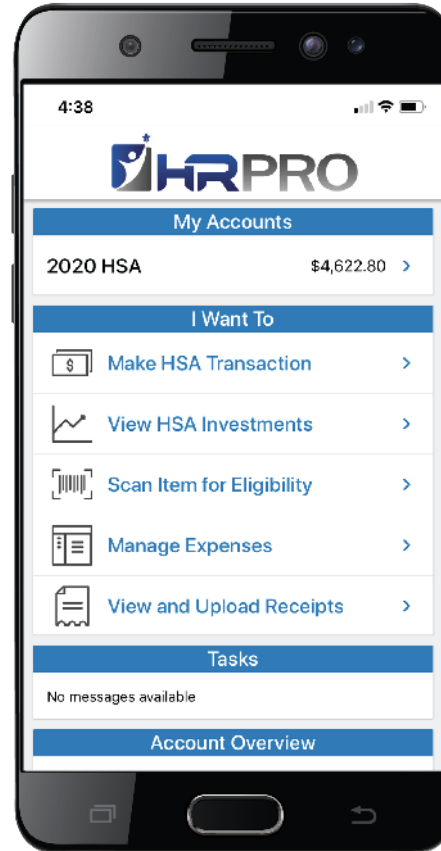 4:38
HRPRO
My Accounts
2020 HSA $4,622.80
I Want To
$ Make HSA Transaction
View HSA Investments
Scan Item for Eligibility
Manage Expenses
View and Upload Receipts
Tasks
No messages available
Account Overview